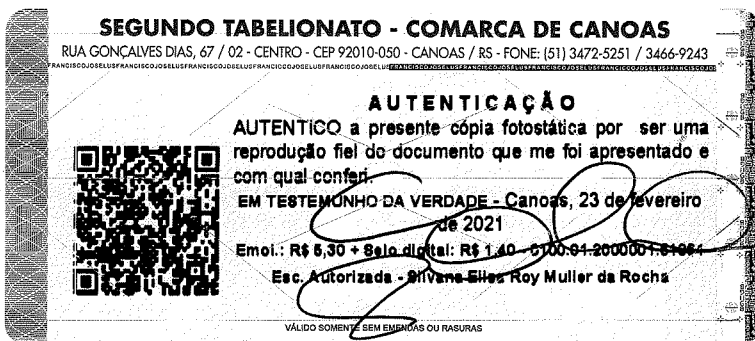 SEGUNDO TABELIONATO - COMARCA DE CANOAS
RUA GONÇALVES DIAS, 67 / 02 - CENTRO - CEP 92010-050 - CANOAS / RS - FONE: (51) 3472-5251 / 3466-9243
AUTENTICAÇÃO
AUTENTICO a presente cópia fotostática por ser uma
reprodução fiel do documento que me foi apresentado e
com qual conferi.
EM TESTEMUNHO DA VERDADE - Canoas, 23 de fevereiro
de 2021
Emol.: R$ 5,30 + Selo digital: R$ 1,40 -
Esc. Autorizada - Silvana Roy Muller da Rocha
VÁLIDO SOMENTE SEM EMENDAS OU RASURAS